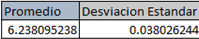 Promedio Desviacion Estandar
6.238095238 0.038026244